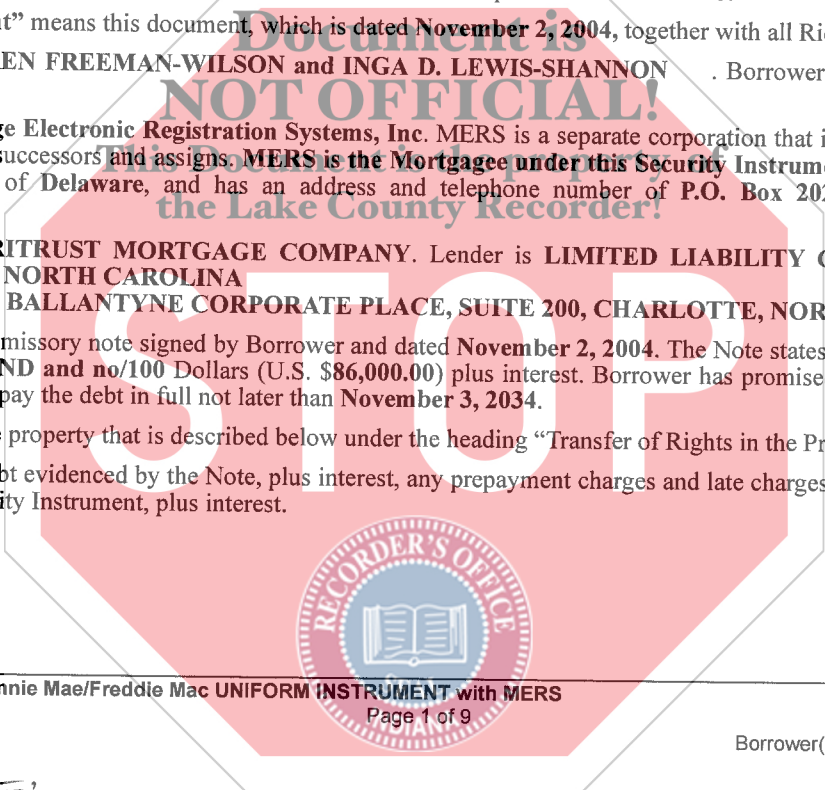 t” means this document, which is dated November 2, 2004, together with all Ri
Document is
EN FREEMAN-WILSON and INGA D. LEWIS-SHANNON . Borrower
NOT OFFICIAL!
ge Electronic Registration Systems, Inc. MERS is a separate corporation that i
successors and assigns. MERS is the Mortgagee under this Security Instrum
This Document is the property of
of Delaware, and has an address and telephone number of P.O. Box 202
the Lake County Recorder!
RITRUST MORTGAGE COMPANY. Lender is LIMITED LIABILITY C
NORTH CAROLINA
BALLANTYNE CORPORATE PLACE, SUITE 200, CHARLOTTE, NOR
STOP
missory note signed by Borrower and dated November 2, 2004. The Note states
ND and no/100 Dollars (U.S. $86,000.00) plus interest. Borrower has promise
pay the debt in full not later than November 3, 2034.
property that is described below under the heading “Transfer of Rights in the Pr
bt evidenced by the Note, plus interest, any prepayment charges and late charges
ity Instrument, plus interest.
RECORDER'S OFFICE
nnie Mae/Freddie Mac UNIFORM INSTRUMENT with MERS
Page 1 of 9
INDIANA
Borrower(